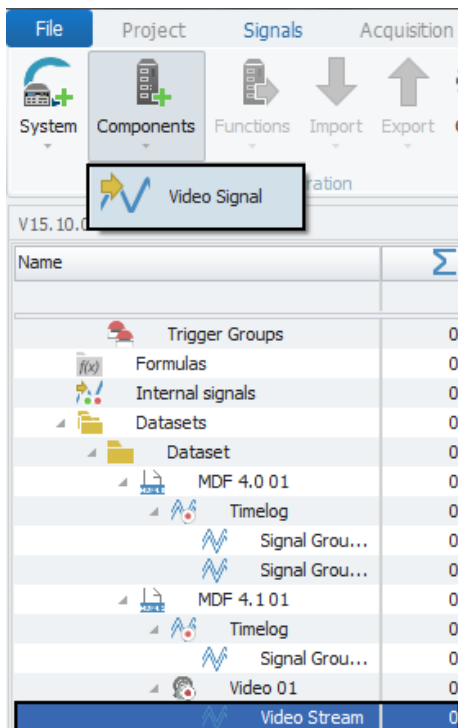 File Project Signals Acquisition
System Components Functions Import Export
Video Signal
ration
V15.10.0
Name Σ
Trigger Groups 0
f(x) Formulas 0
Internal signals 0
Datasets 0
Dataset 0
MDF 4.0 01 0
Timelog 0
Signal Grou... 0
Signal Grou... 0
MDF 4.1 01 0
Timelog 0
Signal Grou... 0
Video 01 0
Video Stream 0